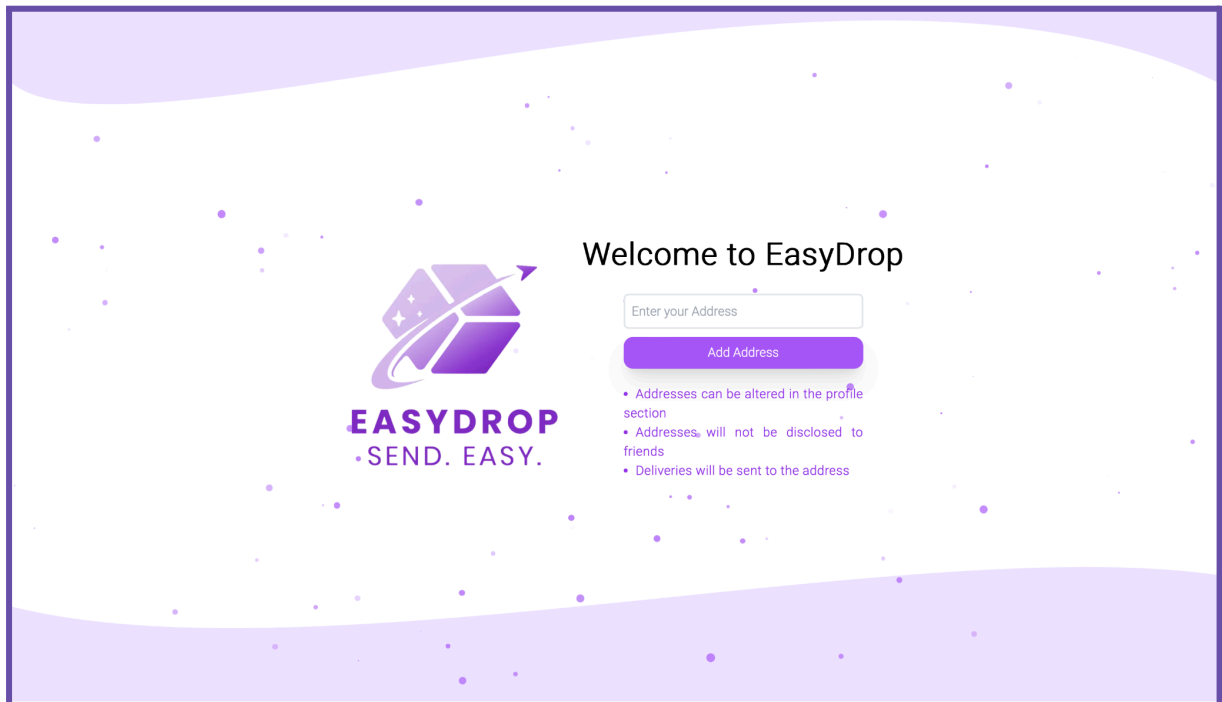 Welcome to EasyDrop
Enter your Address
Add Address
• Addresses can be altered in the profile
section
• Addresses will not be disclosed to
friends
• Deliveries will be sent to the address
EASYDROP
SEND. EASY.